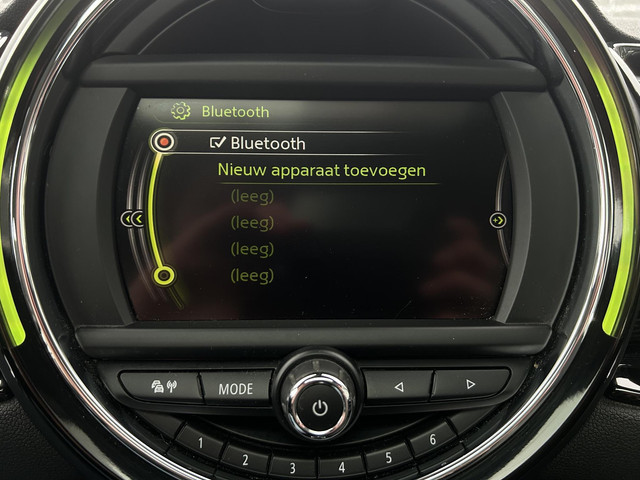 Bluetooth
Bluetooth
Nieuw apparaat toevoegen
(leeg)
(leeg)
(leeg)
(leeg)
MODE
1 2 3 4 5 6